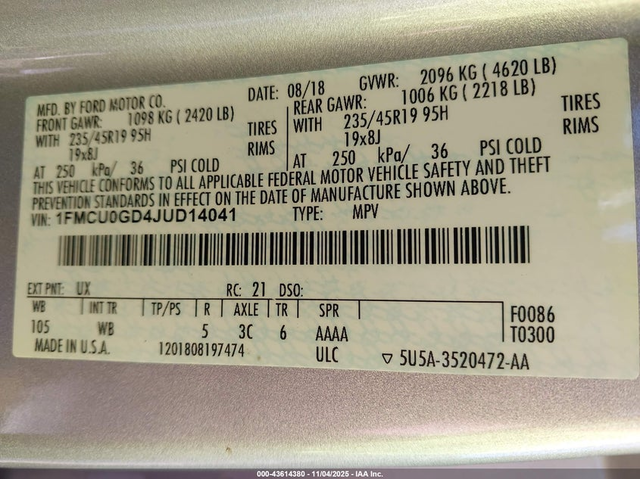 MFD. BY FORD MOTOR CO. DATE: 08/18 GVWR: 2096 KG ( 4620 LB)
FRONT GAWR: 1098 KG ( 2420 LB) REAR GAWR: 1006 KG ( 2218 LB)
WITH 235/45R19 95H TIRES WITH 235/45R19 95H TIRES
19x8J RIMS 19x8J RIMS
AT 250 kPa/ 36 PSI COLD AT 250 kPa/ 36 PSI COLD
THIS VEHICLE CONFORMS TO ALL APPLICABLE FEDERAL MOTOR VEHICLE SAFETY AND THEFT
PREVENTION STANDARDS IN EFFECT ON THE DATE OF MANUFACTURE SHOWN ABOVE.
VIN: 1FMCU0GD4JUD14041 TYPE: MPV
EXT PNT: UX RC: 21 DSO:
WB INT TR TP/PS R AXLE TR SPR F0086
105 WB 5 3C 6 AAAA T0300
MADE IN U.S.A. 1201808197474 ULC ▽ 5U5A-3520472-AA
000-43614380 - 11/04/2025 - IAA Inc.